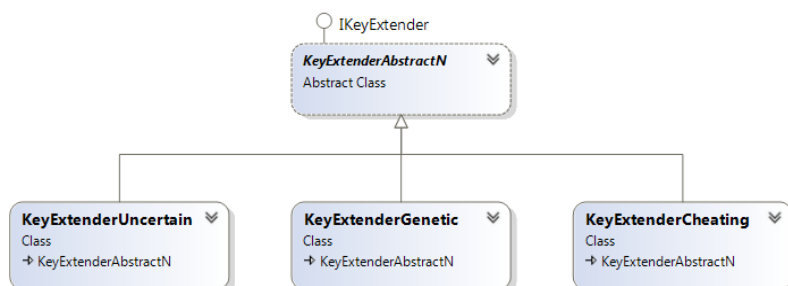 IKeyExtender
KeyExtenderAbstractN
Abstract Class
KeyExtenderUncertain
Class
KeyExtenderAbstractN
KeyExtenderGenetic
Class
KeyExtenderAbstractN
KeyExtenderCheating
Class
KeyExtenderAbstractN